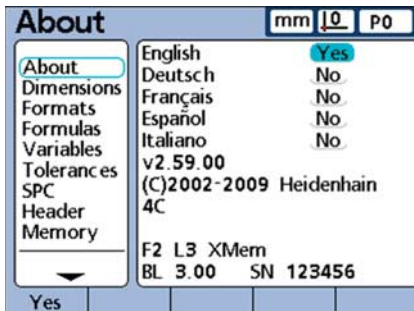 About mm 0 P0
About
Dimensions
Formats
Formulas
Variables
Tolerances
SPC
Header
Memory
English Yes
Deutsch No
Français No
Español No
Italiano No
v2.59.00
(C)2002-2009 Heidenhain
4C
F2 L3 XMem
BL 3.00 SN 123456
Yes